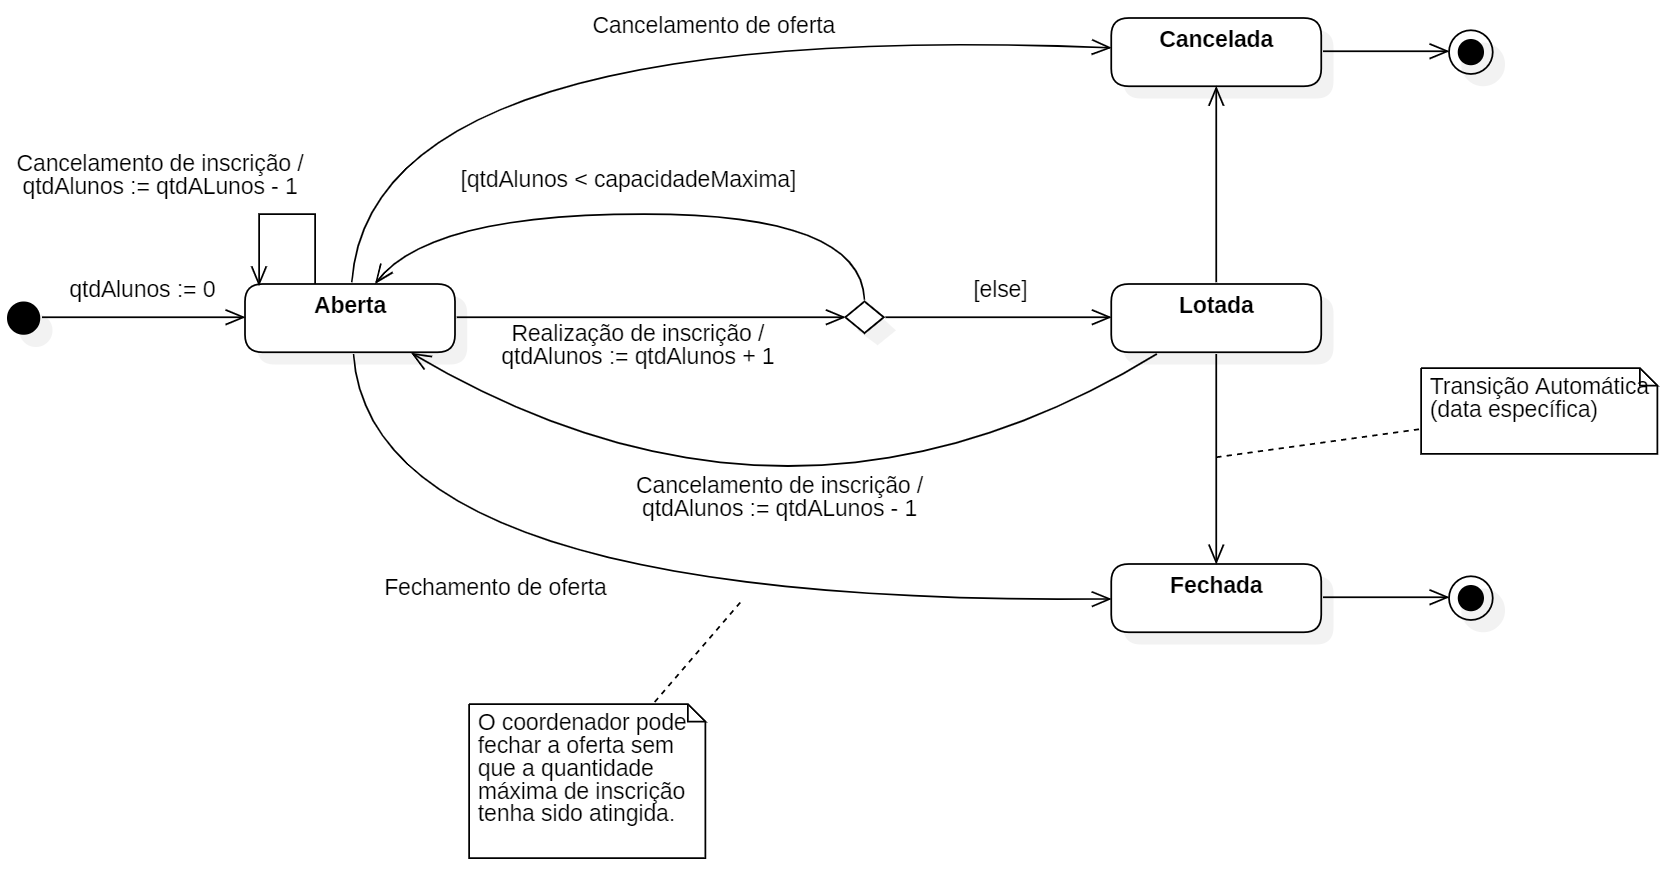 Cancelamento de oferta
Cancelada
Cancelamento de inscrição /
qtdAlunos := qtdALunos - 1
[qtdAlunos < capacidadeMaxima]
qtdAlunos := 0
Aberta
Realização de inscrição /
qtdAlunos := qtdAlunos + 1
[else]
Lotada
Transição Automática
(data específica)
Cancelamento de inscrição /
qtdAlunos := qtdALunos - 1
Fechamento de oferta
Fechada
O coordenador pode
fechar a oferta sem
que a quantidade
máxima de inscrição
tenha sido atingida.